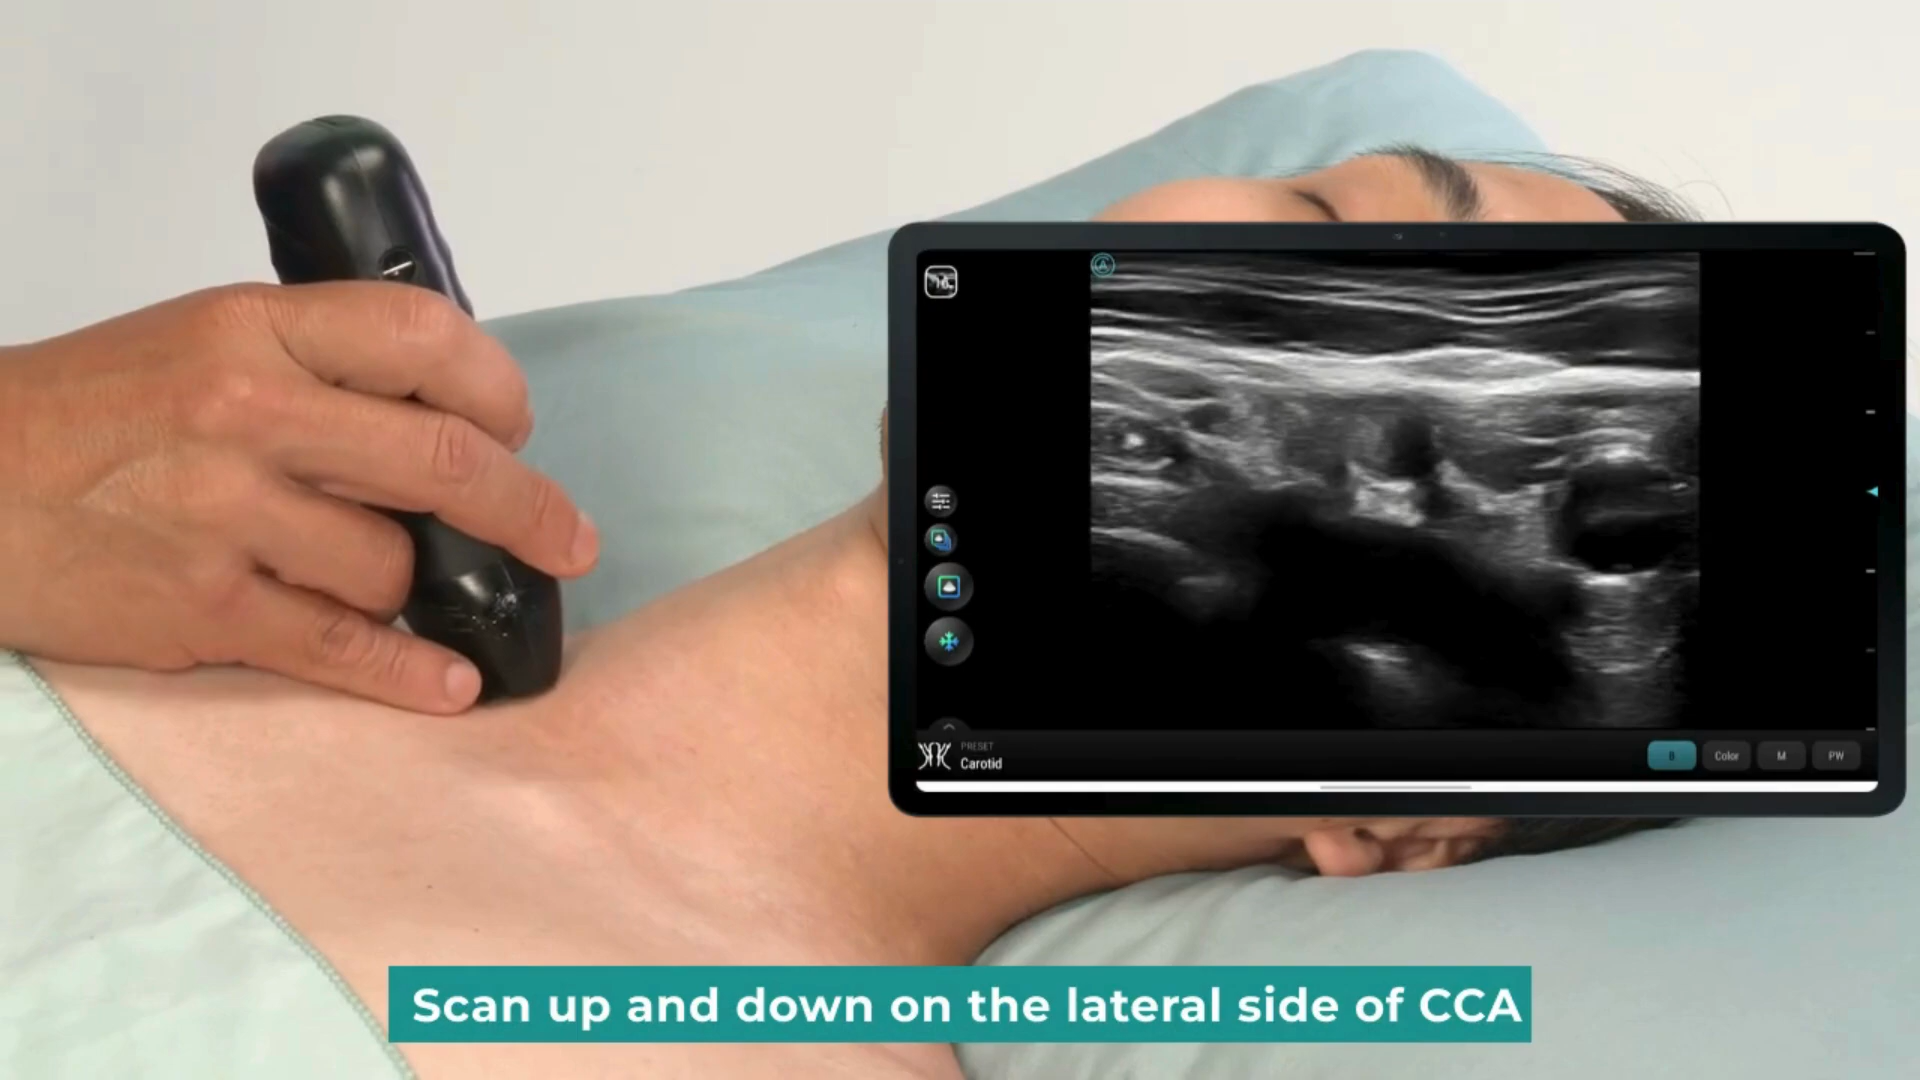 A
PRESET
Carotid
B
Color
M
PW
Scan up and down on the lateral side of CCA